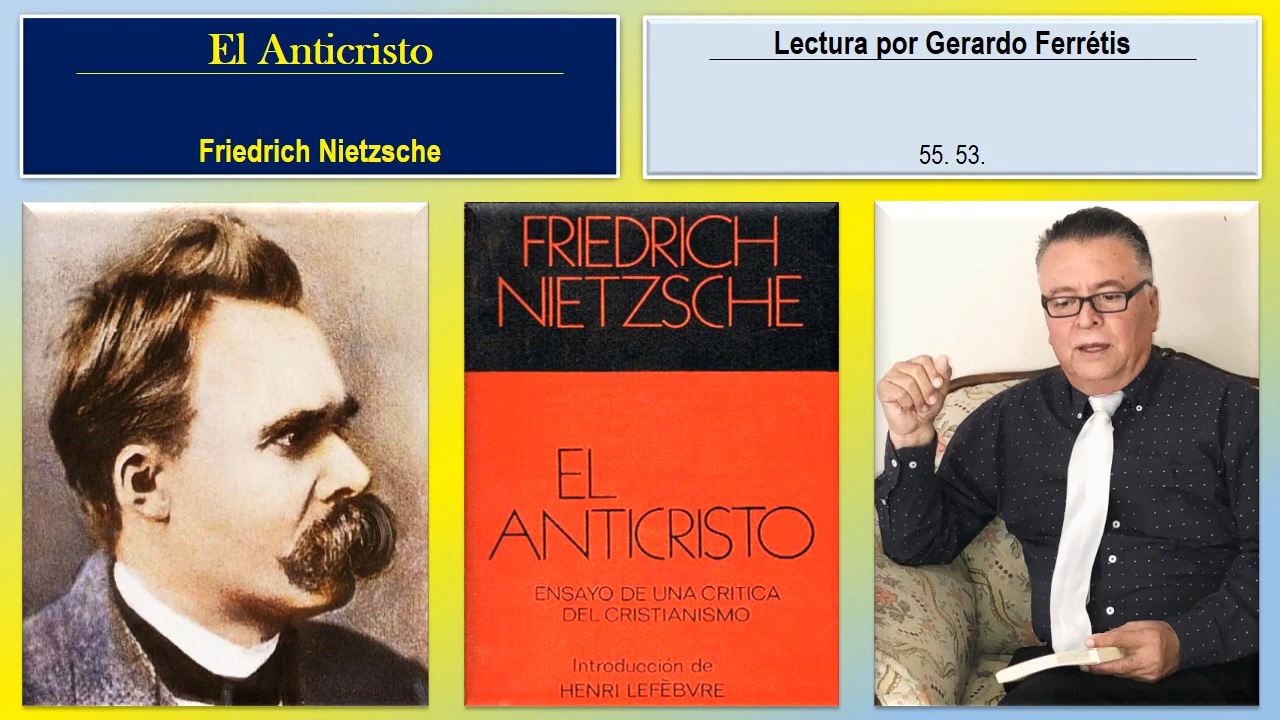 El Anticristo
Friedrich Nietzsche
Lectura por Gerardo Ferrétis
55. 53.
FRIEDRICH
NIETZSCHE
EL
ANTICRISTO
ENSAYO DE UNA CRITICA
DEL CRISTIANISMO
Introducción de
HENRI LEFÈBVRE